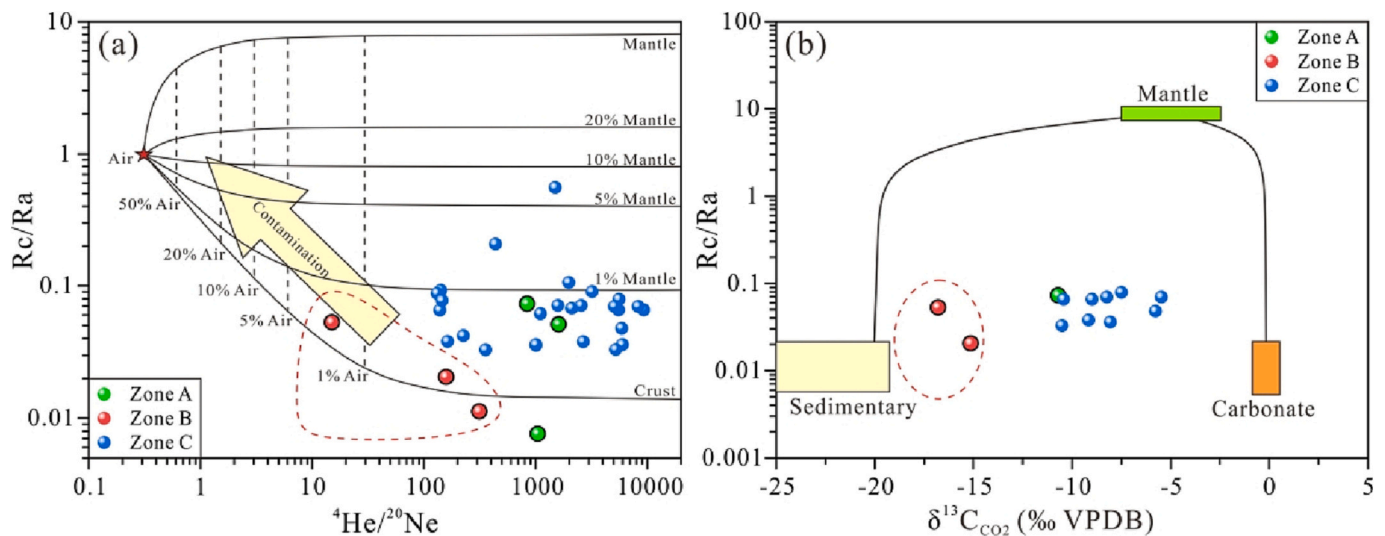 (a)
10
1
0.1
0.01
Rc/Ra
Mantle
20% Mantle
10% Mantle
5% Mantle
1% Mantle
Crust
Air
50% Air
20% Air
10% Air
5% Air
1% Air
Contamination
Zone A
Zone B
Zone C
0.1 1 10 100 1000 10000
⁴He/²⁰Ne
(b)
100
10
1
0.1
0.01
0.001
Rc/Ra
Zone A
Zone B
Zone C
Mantle
Sedimentary
Carbonate
-25 -20 -15 -10 -5 0 5
δ¹³C_CO2 (‰ VPDB)